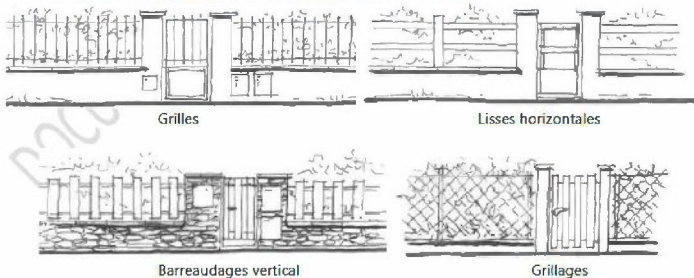 Grilles
Lisses horizontales
Barreaudages vertical
Grillages